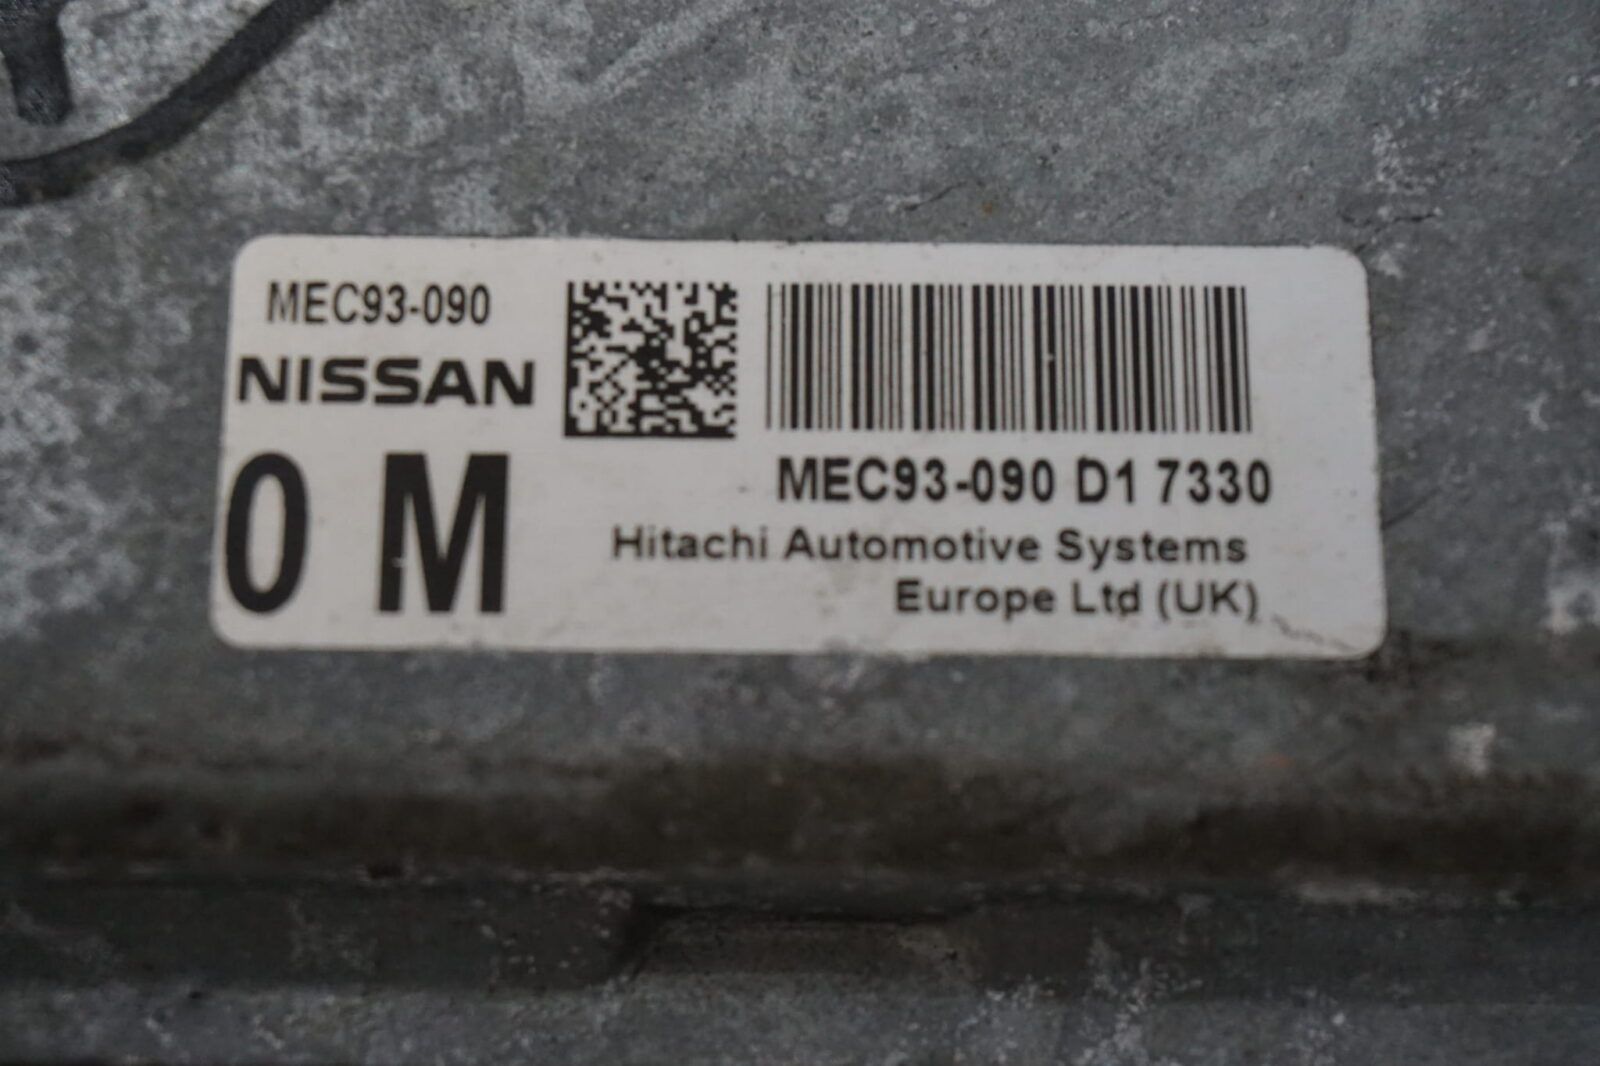 MEC93-090
NISSAN
0 M
MEC93-090 D1 7330
Hitachi Automotive Systems
Europe Ltd (UK)